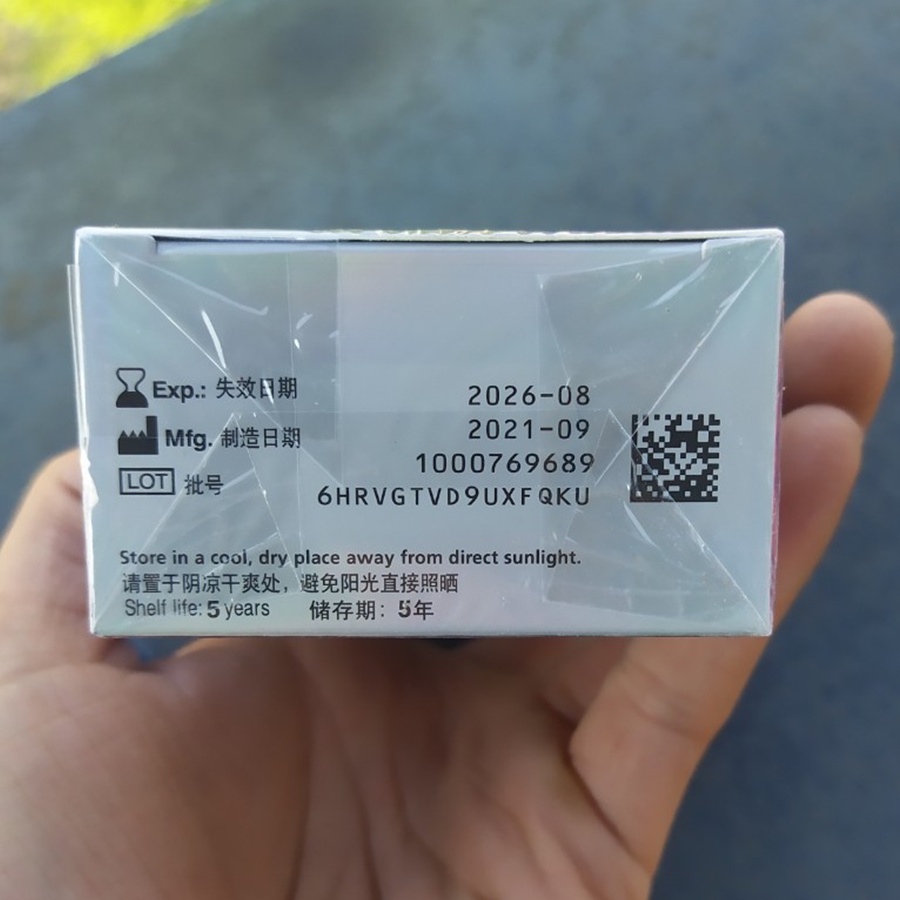 Exp.: 失效日期 2026-08
Mfg. 制造日期 2021-09
LOT 批号 1000769689
6HRVGTVD9UXFQKU
Store in a cool, dry place away from direct sunlight.
请置于阴凉干爽处，避免阳光直接照晒
Shelf life: 5 years 储存期：5年